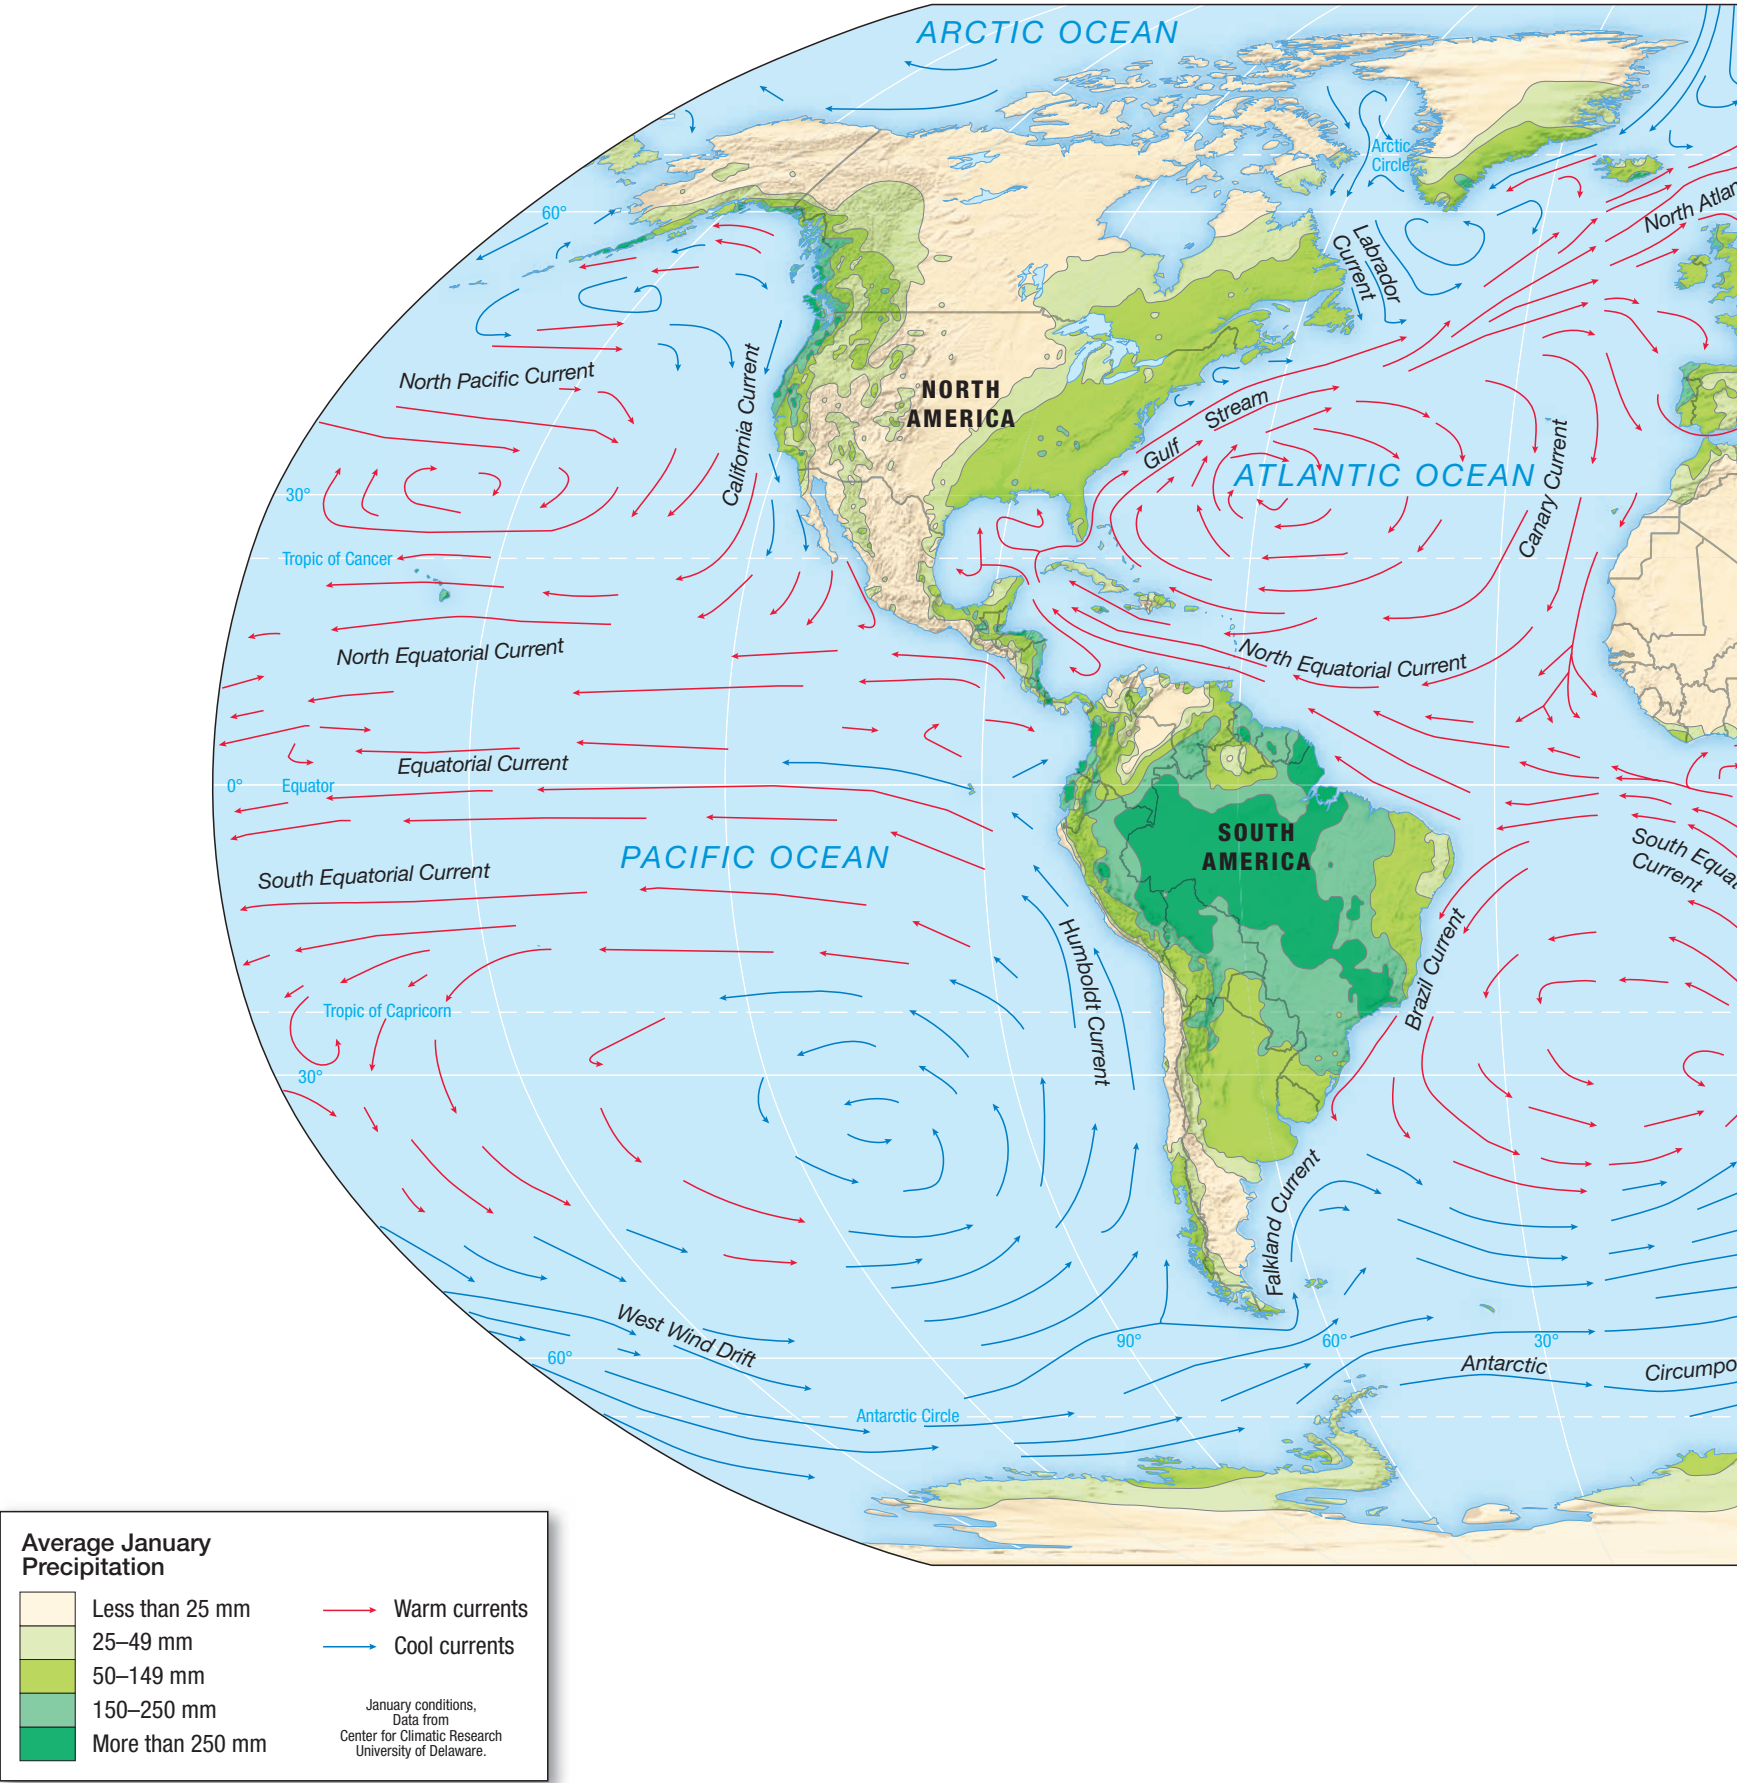 ARCTIC OCEAN
Arctic
Circle
60°
North Atlan
Labrador
Current
North Pacific Current
California Current
NORTH
AMERICA
Gulf
Stream
ATLANTIC OCEAN
Canary Current
30°
Tropic of Cancer
North Equatorial Current
North Equatorial Current
Equatorial Current
0°
Equator
PACIFIC OCEAN
SOUTH
AMERICA
South Equat
Current
South Equatorial Current
Humboldt Current
Brazil Current
Tropic of Capricorn
30°
Falkland Current
West Wind Drift
90°
60°
30°
60°
Antarctic
Circumpo
Antarctic Circle
Average January
Precipitation
Less than 25 mm
25–49 mm
50–149 mm
150–250 mm
More than 250 mm
Warm currents
Cool currents
January conditions,
Data from
Center for Climatic Research
University of Delaware.